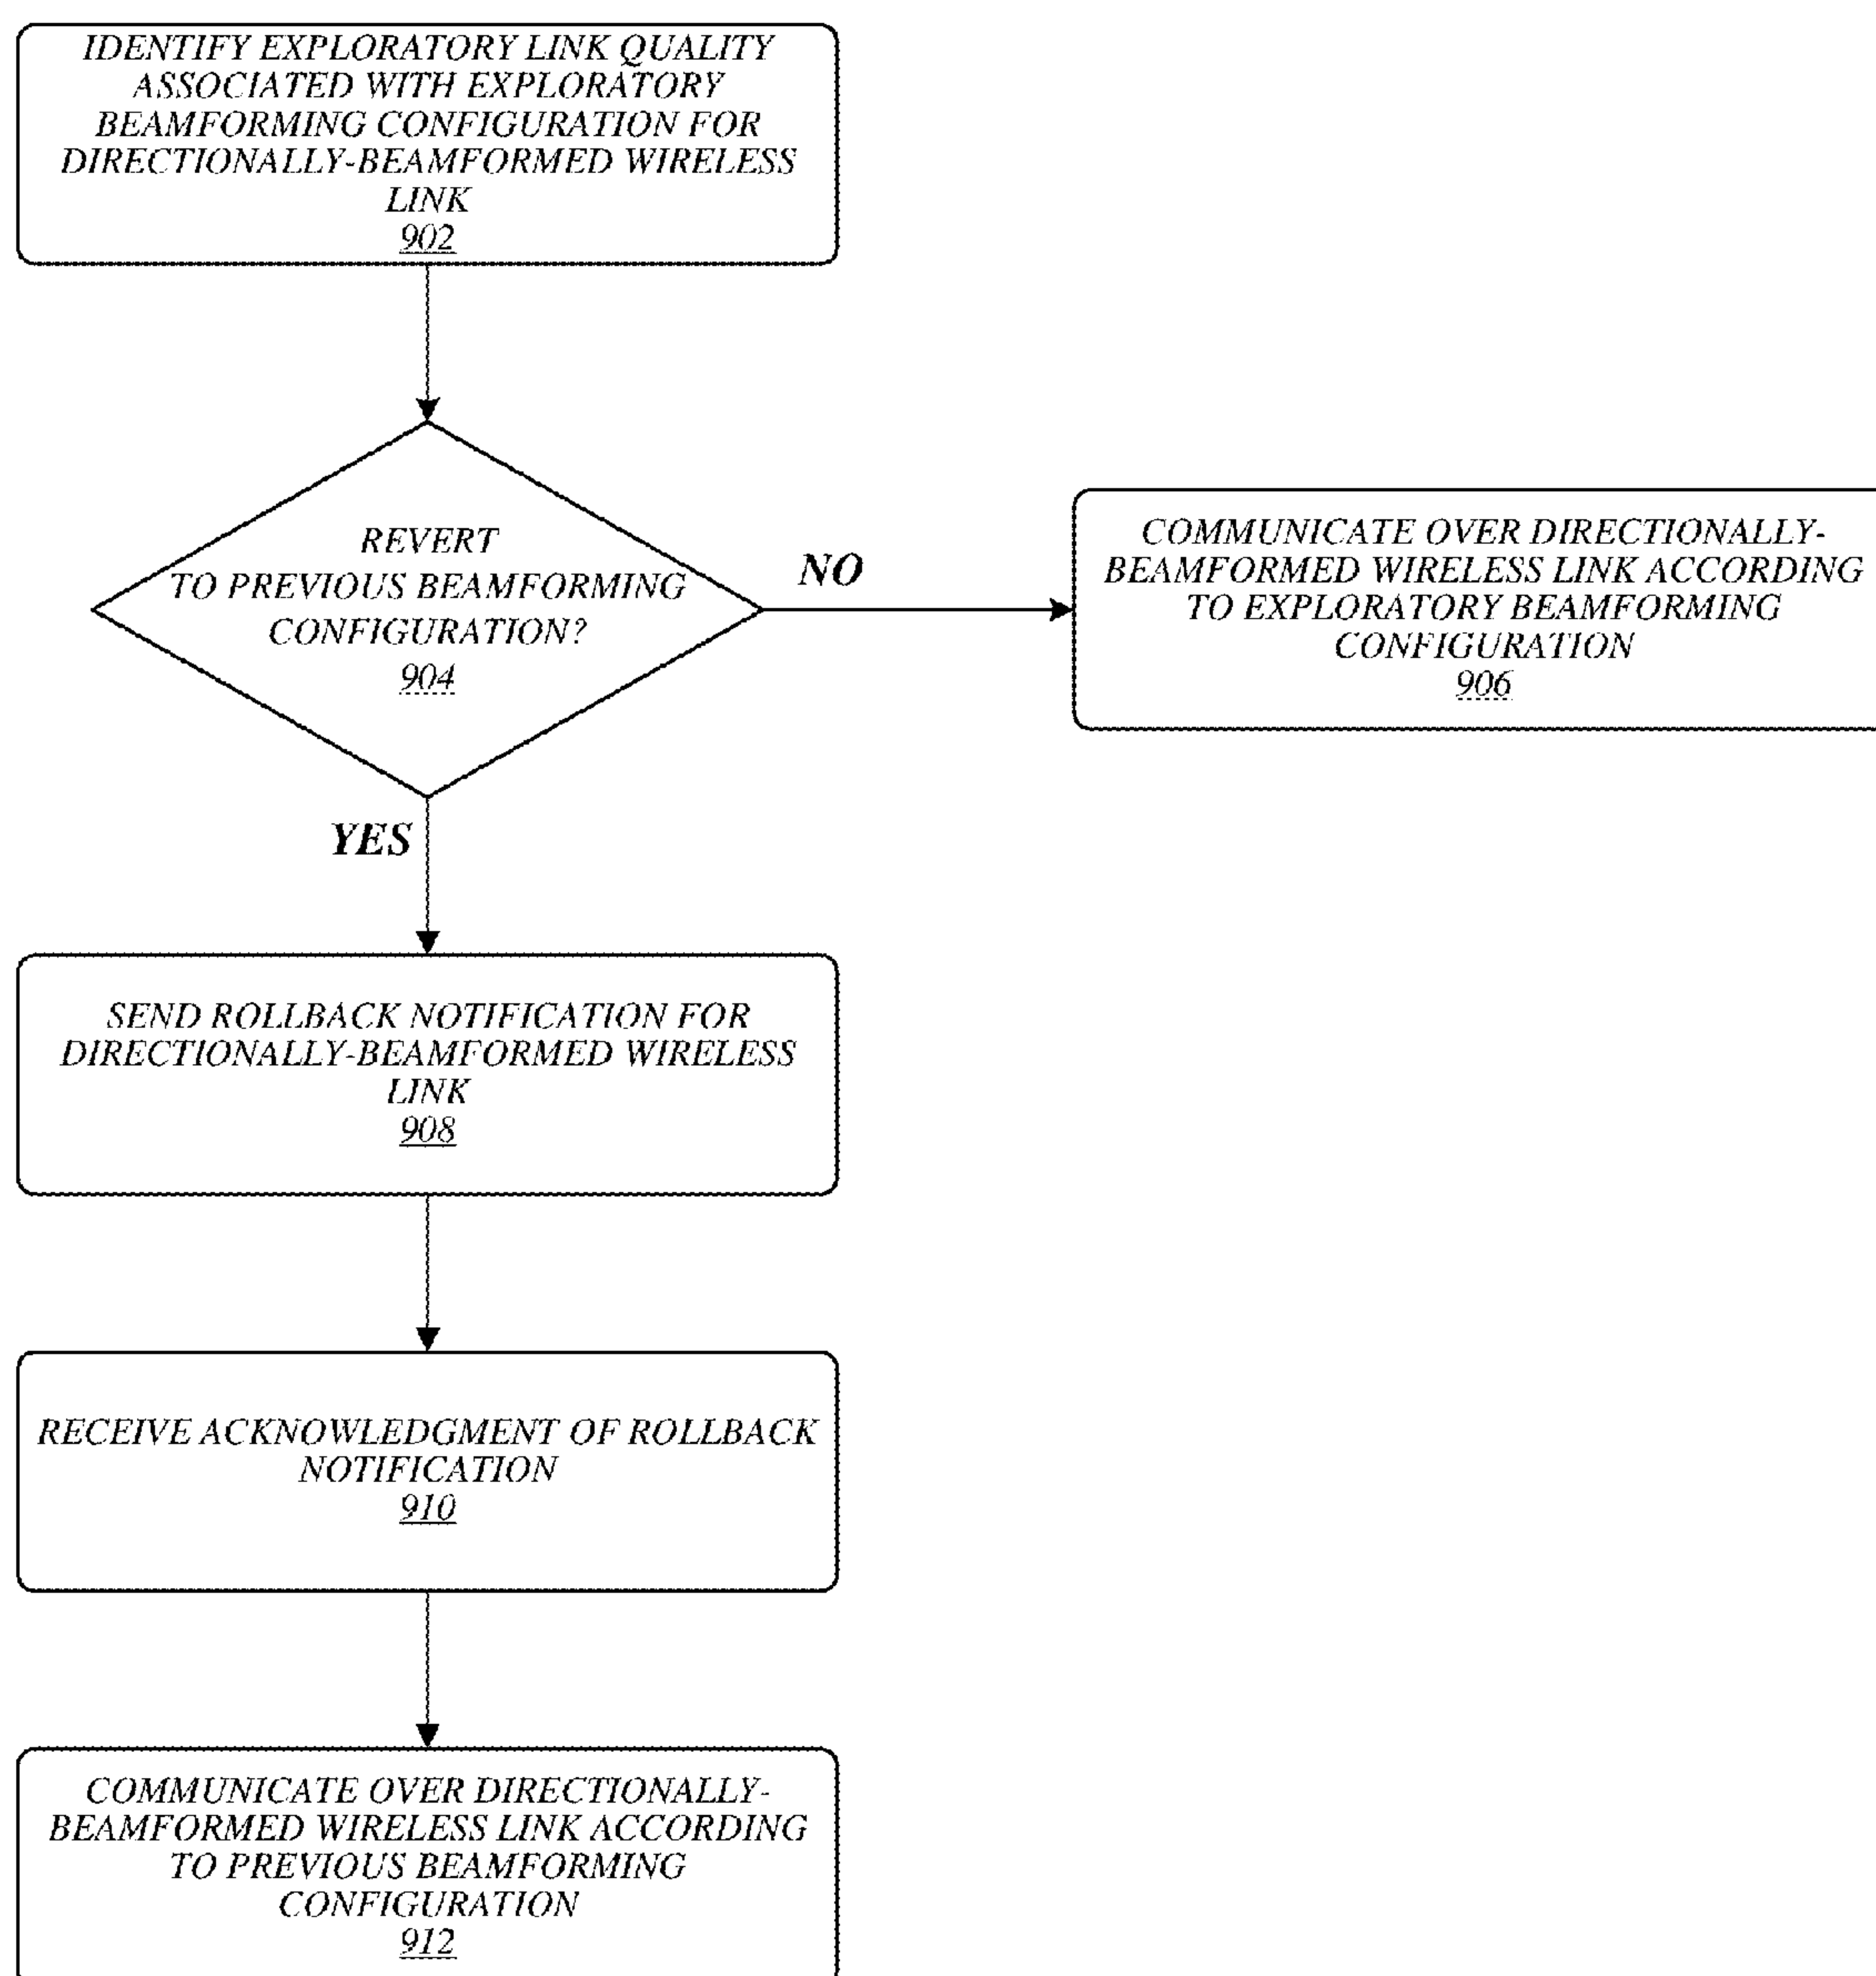 IDENTIFY EXPLORATORY LINK QUALITY
ASSOCIATED WITH EXPLORATORY
BEAMFORMING CONFIGURATION FOR
DIRECTIONALLY-BEAMFORMED WIRELESS
LINK
902
REVERT
TO PREVIOUS BEAMFORMING
CONFIGURATION?
904
NO
COMMUNICATE OVER DIRECTIONALLY-
BEAMFORMED WIRELESS LINK ACCORDING
TO EXPLORATORY BEAMFORMING
CONFIGURATION
906
YES
SEND ROLLBACK NOTIFICATION FOR
DIRECTIONALLY-BEAMFORMED WIRELESS
LINK
908
RECEIVE ACKNOWLEDGMENT OF ROLLBACK
NOTIFICATION
910
COMMUNICATE OVER DIRECTIONALLY-
BEAMFORMED WIRELESS LINK ACCORDING
TO PREVIOUS BEAMFORMING
CONFIGURATION
912